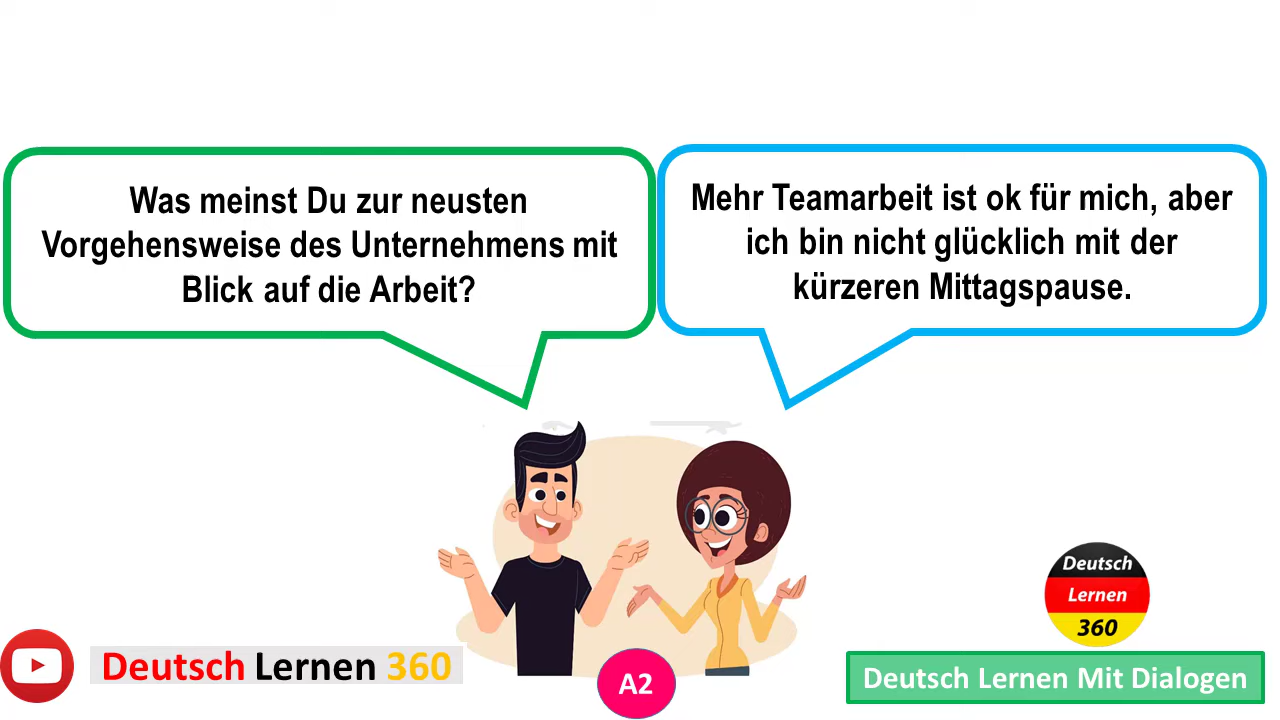 Was meinst Du zur neusten
Vorgehensweise des Unternehmens mit
Blick auf die Arbeit?
Mehr Teamarbeit ist ok für mich, aber
ich bin nicht glücklich mit der
kürzeren Mittagspause.
Deutsch
Lernen
360
Deutsch Lernen 360
A2
Deutsch Lernen Mit Dialogen